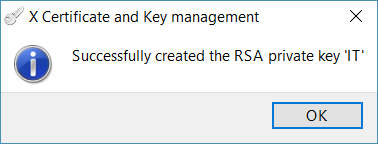 X Certificate and Key management
Successfully created the RSA private key 'IT'
OK